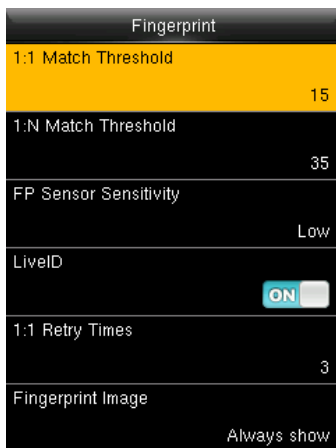 Fingerprint
1:1 Match Threshold
15
1:N Match Threshold
35
FP Sensor Sensitivity
Low
LiveID
ON
1:1 Retry Times
3
Fingerprint Image
Always show